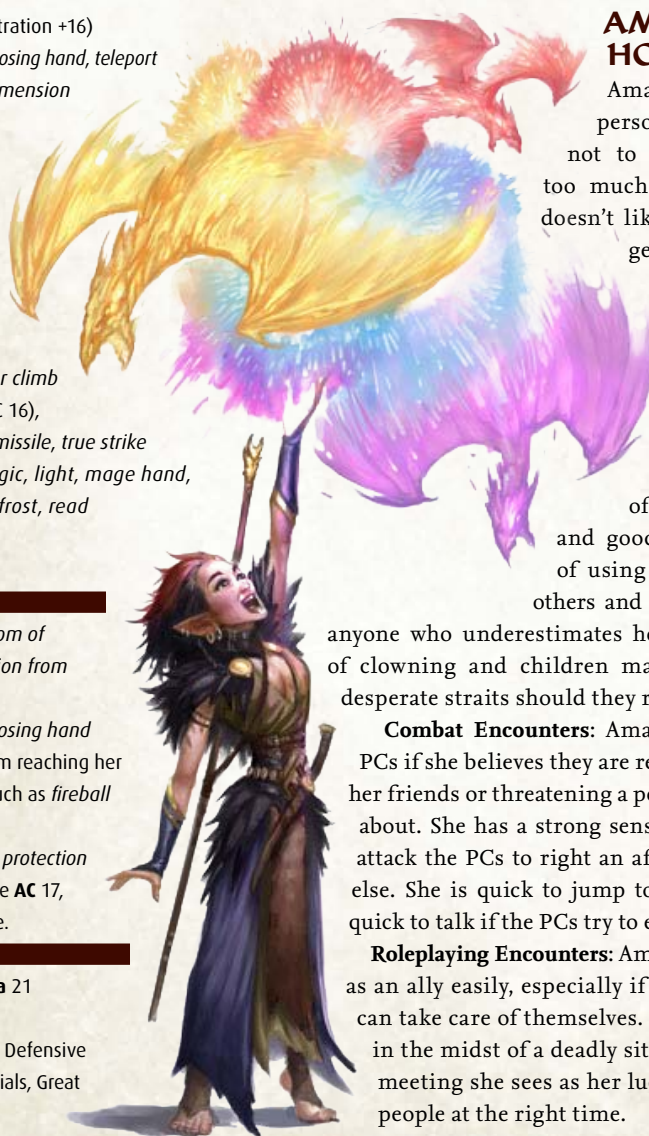 tration +16)
osing hand, teleport
mension
r climb
C 16),
missile, true strike
gic, light, mage hand,
frost, read
om of
ion from
osing hand
m reaching her
uch as fireball
protection
e AC 17,
e.
a 21
Defensive
ials, Great
AM
HO
Ama
perso
not to
too much
doesn't lik
ge
of
and good
of using
others and
anyone who underestimates he
of clowning and children ma
desperate straits should they r
Combat Encounters: Ama
PCs if she believes they are re
her friends or threatening a pe
about. She has a strong sens
attack the PCs to right an af
else. She is quick to jump to
quick to talk if the PCs try to e
Roleplaying Encounters: Am
as an ally easily, especially if
can take care of themselves.
in the midst of a deadly sit
meeting she sees as her luc
people at the right time.